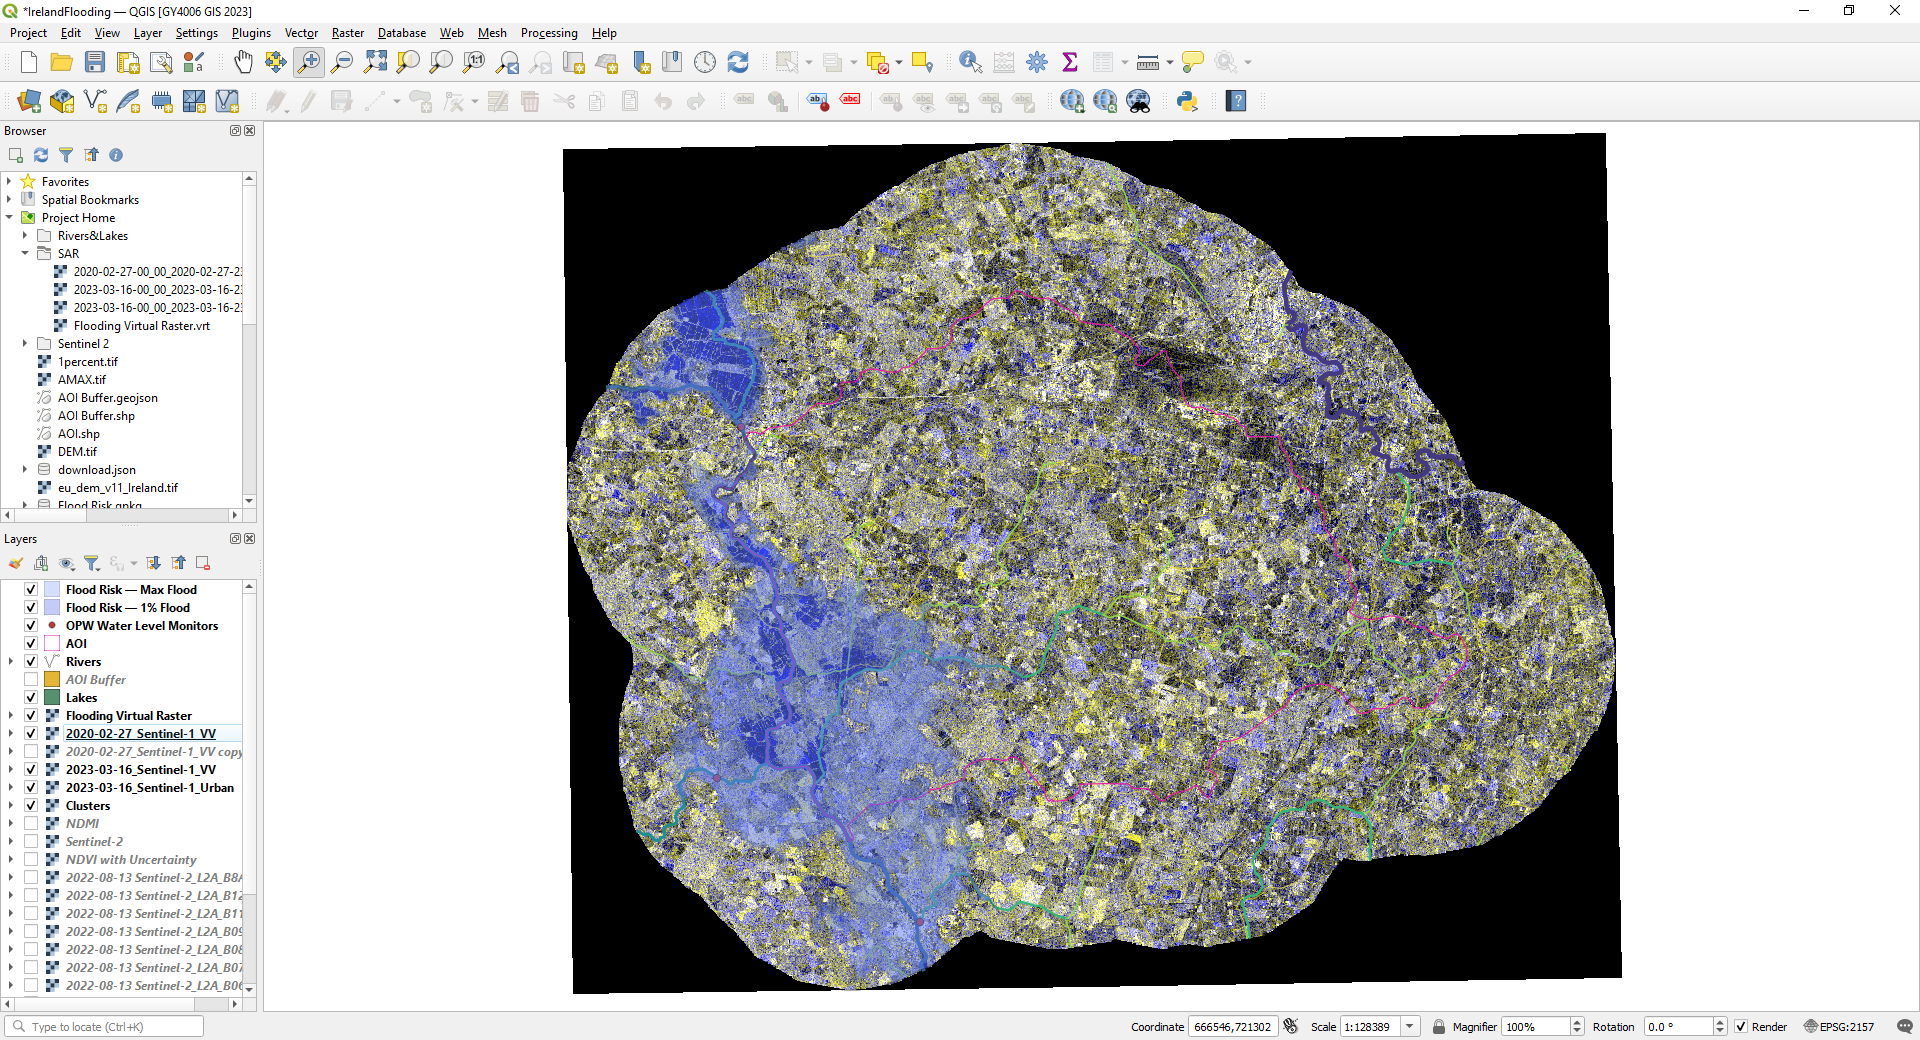 *IrelandFlooding — QGIS [GY4006 GIS 2023]
Project Edit View Layer Settings Plugins Vector Raster Database Web Mesh Processing Help
Browser
Favorites
Spatial Bookmarks
Project Home
Rivers&Lakes
SAR
2020-02-27-00_00_2020-02-27-2
2023-03-16-00_00_2023-03-16-2
2023-03-16-00_00_2023-03-16-2
Flooding Virtual Raster.vrt
Sentinel 2
1percent.tif
AMAX.tif
AOI Buffer.geojson
AOI Buffer.shp
AOI.shp
DEM.tif
download.json
eu_dem_v11_Ireland.tif
Flood Risk.gpkg
Layers
Flood Risk — Max Flood
Flood Risk — 1% Flood
OPW Water Level Monitors
AOI
Rivers
AOI Buffer
Lakes
Flooding Virtual Raster
2020-02-27_Sentinel-1_VV
2020-02-27_Sentinel-1_VV copy
2023-03-16_Sentinel-1_VV
2023-03-16_Sentinel-1_Urban
Clusters
NDMI
Sentinel-2
NDVI with Uncertainty
2022-08-13 Sentinel-2_L2A_B8A
2022-08-13 Sentinel-2_L2A_B12
2022-08-13 Sentinel-2_L2A_B11
2022-08-13 Sentinel-2_L2A_B09
2022-08-13 Sentinel-2_L2A_B08
2022-08-13 Sentinel-2_L2A_B07
2022-08-13 Sentinel-2_L2A_B06
Type to locate (Ctrl+K)
Coordinate 666546,721302 Scale 1:128389 Magnifier 100% Rotation 0.0 ° Render EPSG:2157